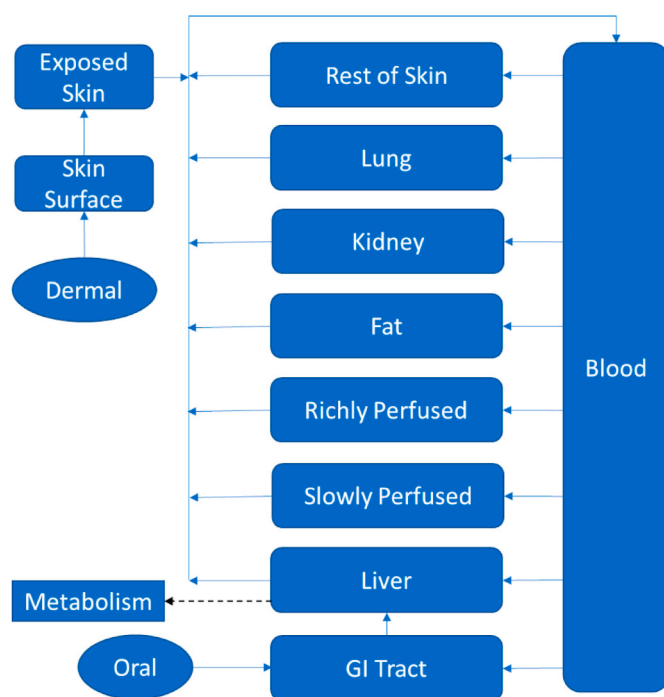 Exposed
Skin
Rest of Skin
Lung
Skin
Surface
Kidney
Dermal
Fat
Blood
Richly Perfused
Slowly Perfused
Liver
Metabolism
Oral
GI Tract